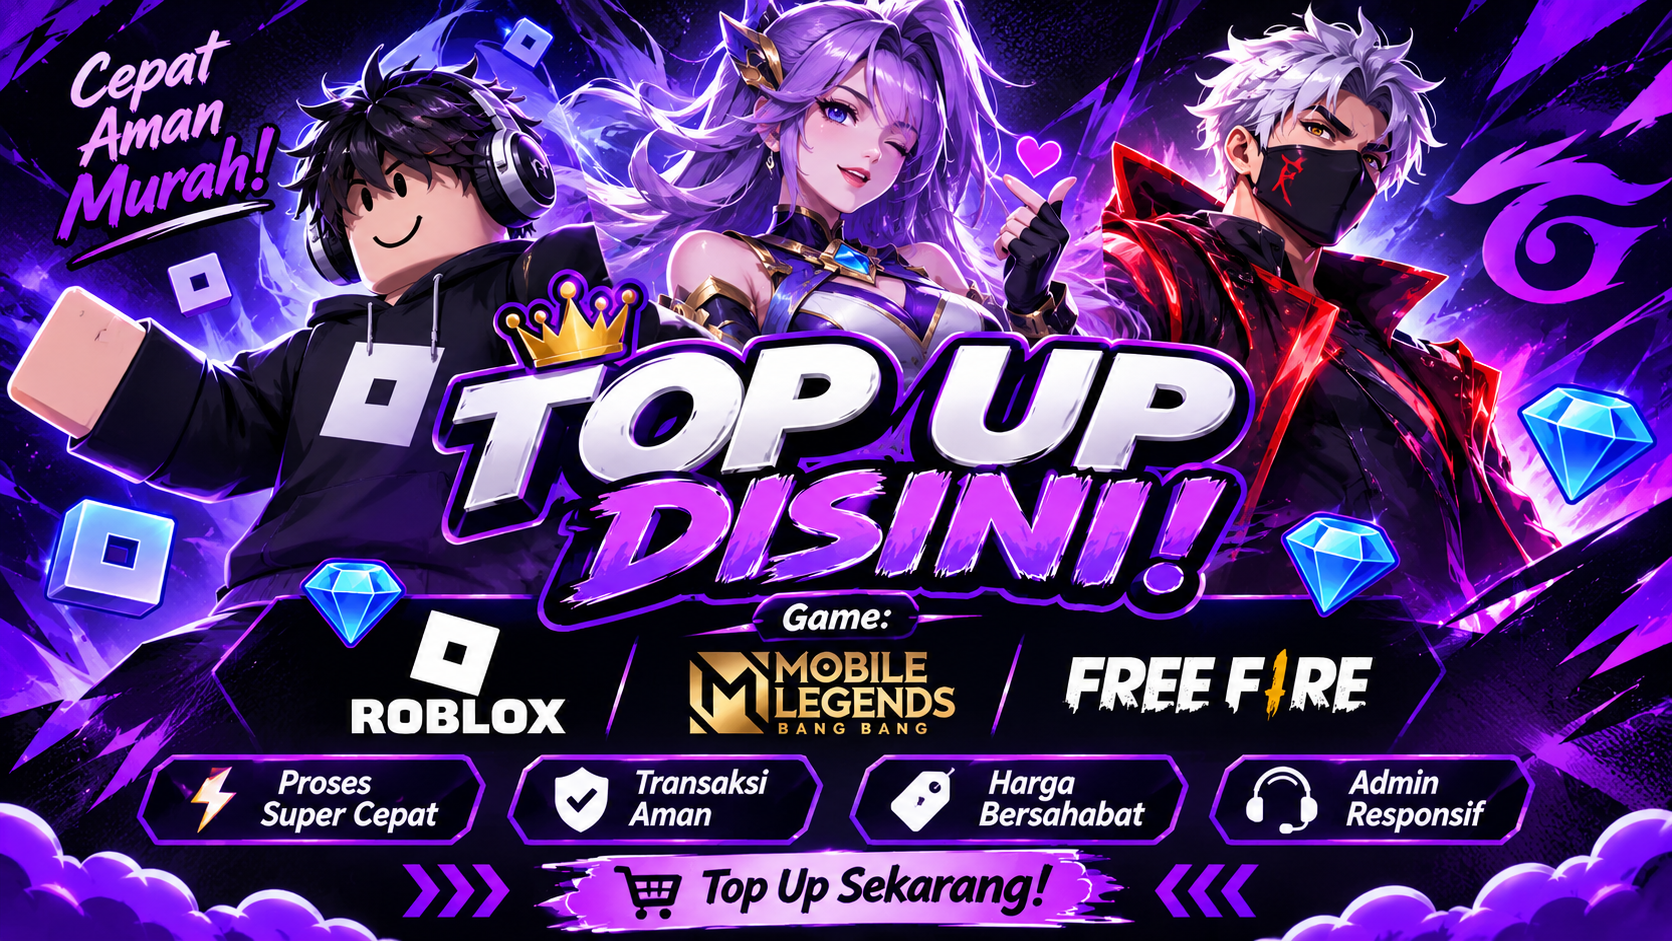 Cepat
Aman
Murah!
TOP UP
DISINI!
Game:
ROBLOX
MOBILE
LEGENDS
BANG BANG
FREE FIRE
Proses
Super Cepat
Transaksi
Aman
Harga
Bersahabat
Admin
Responsif
Top Up Sekarang!